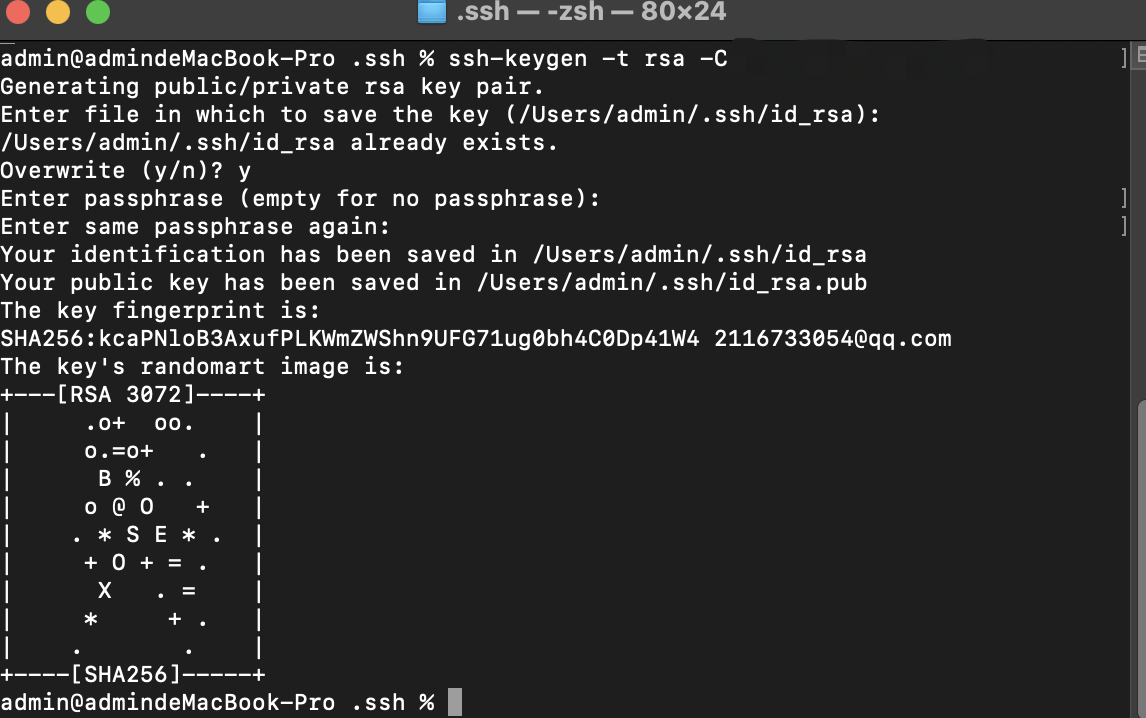 .ssh — -zsh — 80×24
admin@admindeMacBook-Pro .ssh % ssh-keygen -t rsa -C
Generating public/private rsa key pair.
Enter file in which to save the key (/Users/admin/.ssh/id_rsa):
/Users/admin/.ssh/id_rsa already exists.
Overwrite (y/n)? y
Enter passphrase (empty for no passphrase):
Enter same passphrase again:
Your identification has been saved in /Users/admin/.ssh/id_rsa
Your public key has been saved in /Users/admin/.ssh/id_rsa.pub
The key fingerprint is:
SHA256:kcaPNloB3AxufPLKWmZWShn9UFG71ug0bh4C0Dp41W4 2116733054@qq.com
The key's randomart image is:
+---[RSA 3072]----+
|     .o+  oo.    |
|     o.=o+   .   |
|      B % . .    |
|     o @ O   +   |
|    . * S E * .  |
|     + O + = .   |
|      X   . =    |
|     *     + .   |
|    .       .    |
+----[SHA256]-----+
admin@admindeMacBook-Pro .ssh %